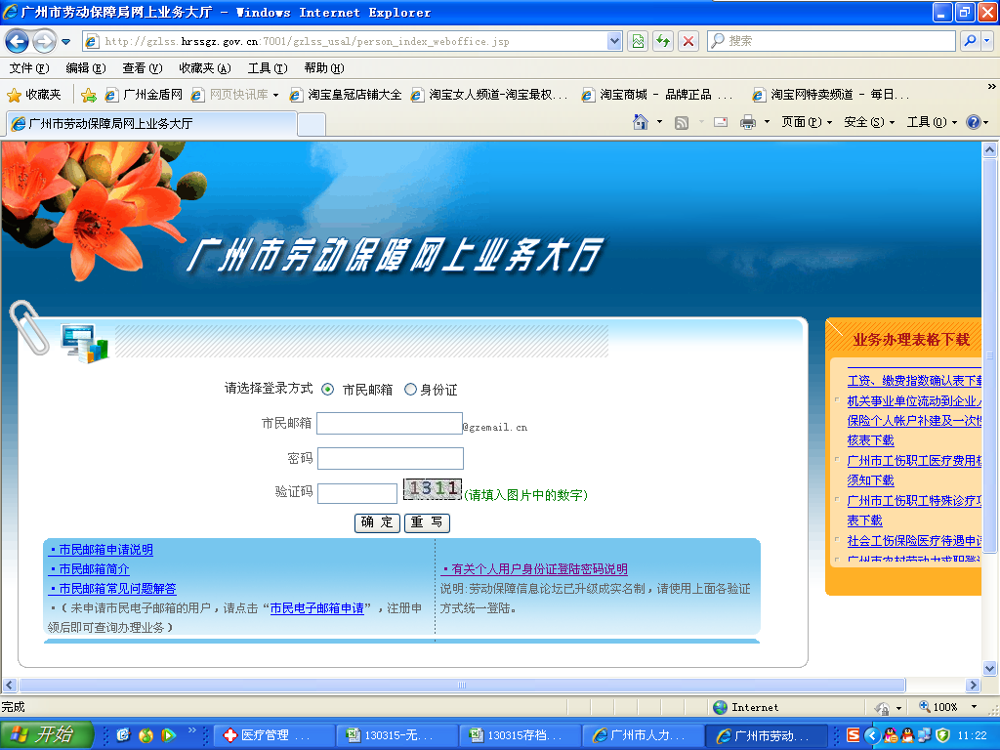 广州市劳动保障局网上业务大厅 - Windows Internet Explorer
http://gzlss.hrssgz.gov.cn:7001/gzlss_usal/person_index_weboffice.jsp
搜索
文件(F) 编辑(E) 查看(V) 收藏夹(A) 工具(T) 帮助(H)
收藏夹 广州金盾网 网页快讯库 淘宝皇冠店铺大全 淘宝女人频道-淘宝最权... 淘宝商城 - 品牌正品 ... 淘宝网特卖频道 - 每日...
广州市劳动保障局网上业务大厅
页面(P) 安全(S) 工具(O)
广州市劳动保障网上业务大厅
业务办理表格下载
工资、缴费指数确认表下载
机关事业单位流动到企业人
保险个人帐户补建及一次性
核表下载
广州市工伤职工医疗费用核
须知下载
广州市工伤职工特殊诊疗项
表下载
社会工伤保险医疗待遇申请
请选择登录方式 市民邮箱 身份证
市民邮箱 @gzemail.cn
密码
验证码 1311 (请填入图片中的数字)
确 定 重 写
·市民邮箱申请说明
·市民邮箱简介
·市民邮箱常见问题解答
·(未申请市民电子邮箱的用户,请点击“市民电子邮箱申请”,注册申
领后即可查询办理业务)
·有关个人用户身份证登陆密码说明
说明:劳动保障信息论坛已升级成实名制,请使用上面各验证
方式统一登陆。
完成 Internet 100%
开始 医疗管理 ... 130315-无... 130315存档... 广州市人力... 广州市劳动... 11:22